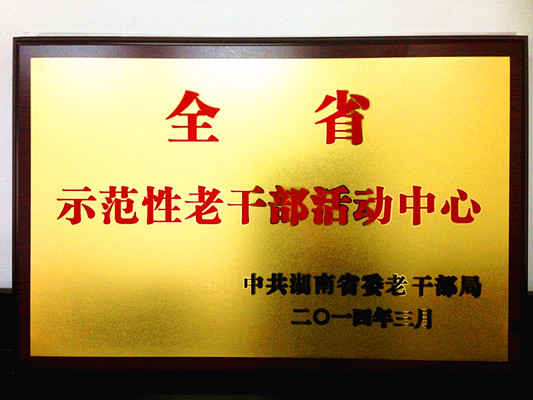 全 省
示范性老干部活动中心
中共湖南省委老干部局
二〇一四年三月